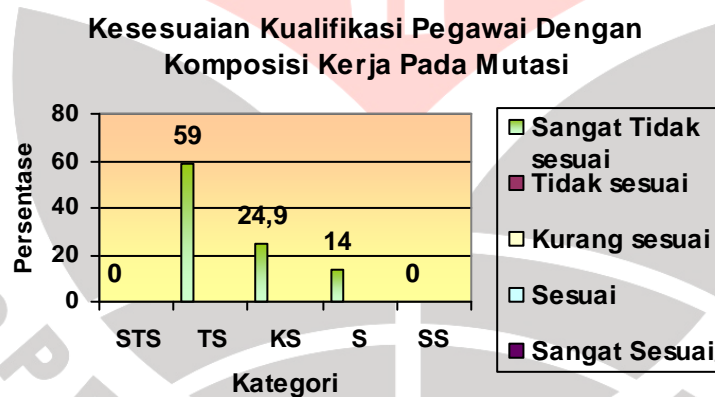 Kesesuaian Kualifikasi Pegawai Dengan
Komposisi Kerja Pada Mutasi
Persentase
80
60
40
20
0
0
59
24,9
14
0
STS TS KS S SS
Kategori
Sangat Tidak
sesuai
Tidak sesuai
Kurang sesuai
Sesuai
Sangat Sesuai